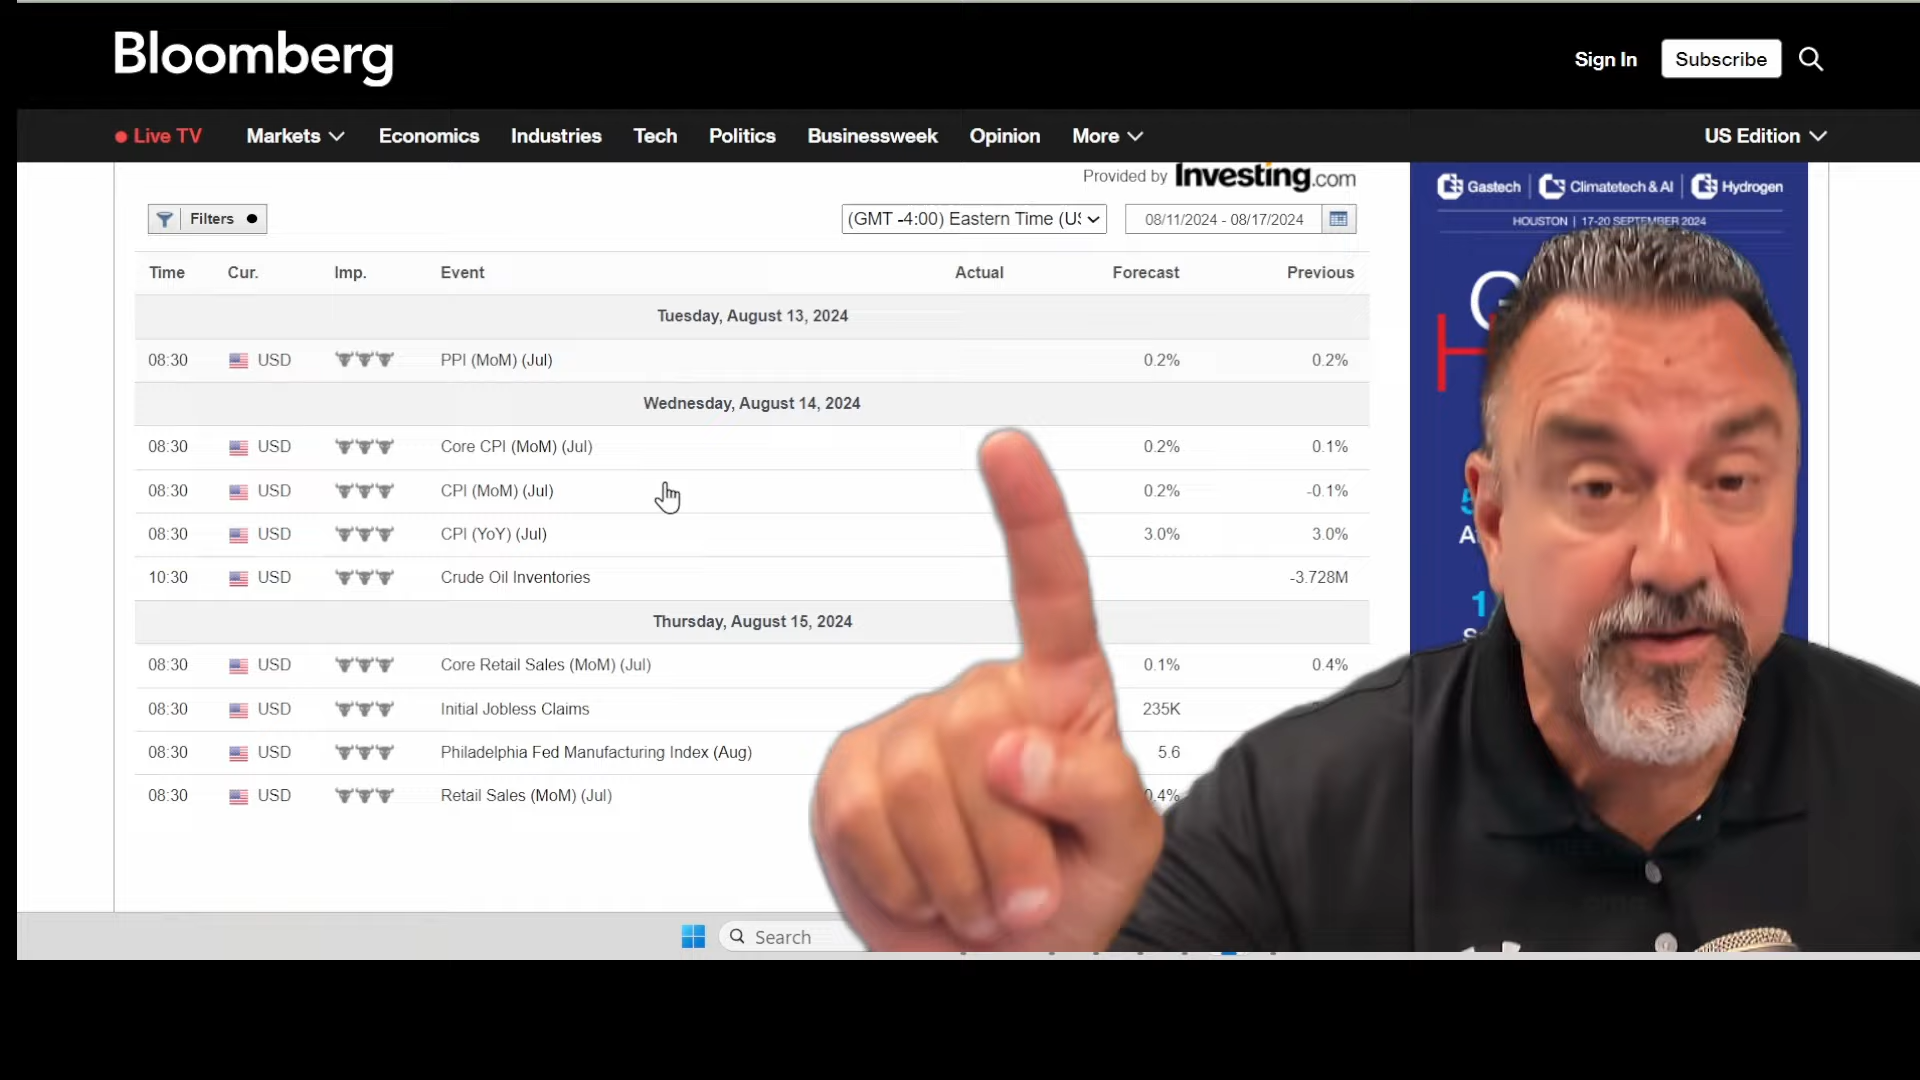 Bloomberg
Sign In
Subscribe
Live TV
Markets
Economics
Industries
Tech
Politics
Businessweek
Opinion
More
US Edition
Provided by Investing.com
Filters
(GMT -4:00) Eastern Time (US
08/11/2024 - 08/17/2024
Gastech
Climatetech & AI
Hydrogen
HOUSTON | 17-20 SEPTEMBER 2024
Time Cur. Imp. Event Actual Forecast Previous
Tuesday, August 13, 2024
08:30 USD PPI (MoM) (Jul) 0.2% 0.2%
Wednesday, August 14, 2024
08:30 USD Core CPI (MoM) (Jul) 0.2% 0.1%
08:30 USD CPI (MoM) (Jul) 0.2% -0.1%
08:30 USD CPI (YoY) (Jul) 3.0% 3.0%
10:30 USD Crude Oil Inventories -3.728M
Thursday, August 15, 2024
08:30 USD Core Retail Sales (MoM) (Jul) 0.1% 0.4%
08:30 USD Initial Jobless Claims 235K
08:30 USD Philadelphia Fed Manufacturing Index (Aug) 5.6
08:30 USD Retail Sales (MoM) (Jul) 0.4%
Search